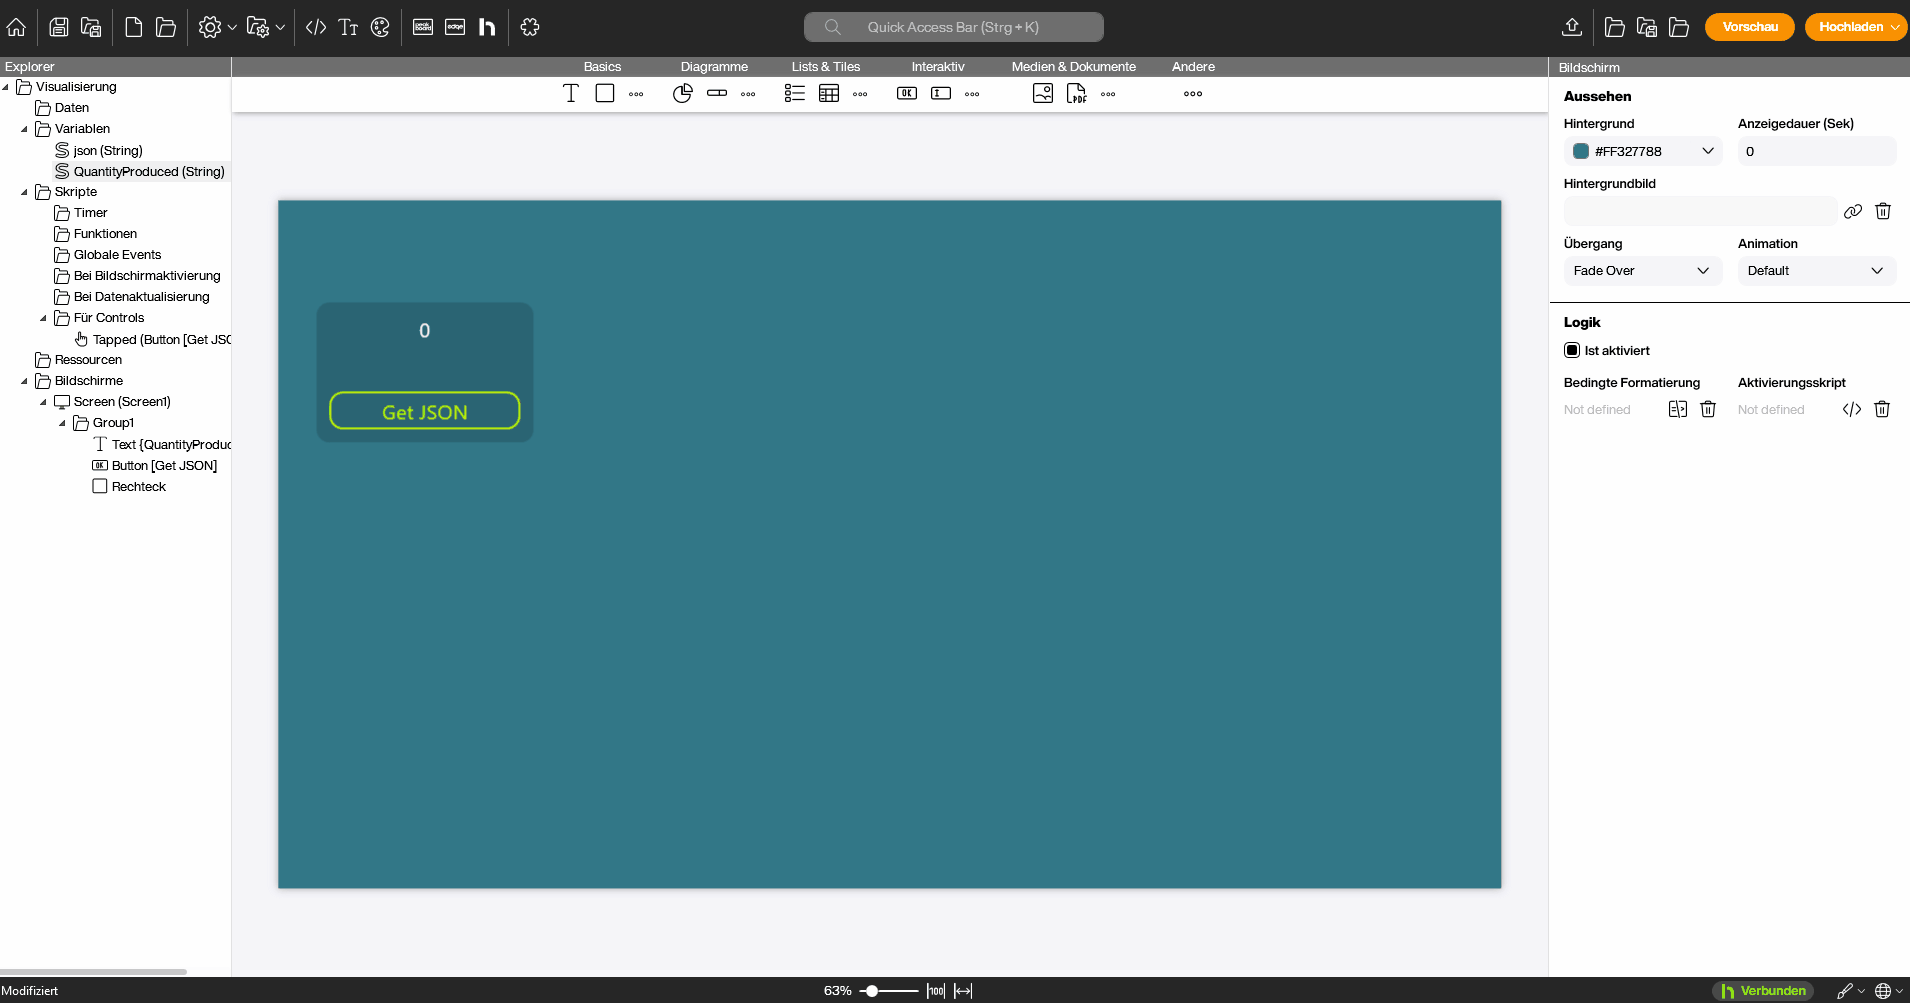 Quick Access Bar (Strg + K)
Vorschau
Hochladen
Explorer
Basics
Diagramme
Lists & Tiles
Interaktiv
Medien & Dokumente
Andere
Bildschirm
Visualisierung
Daten
Variablen
json (String)
QuantityProduced (String)
Skripte
Timer
Funktionen
Globale Events
Bei Bildschirmaktivierung
Bei Datenaktualisierung
Für Controls
Tapped (Button [Get JSO
Ressourcen
Bildschirme
Screen (Screen1)
Group1
Text {QuantityProduc
Button [Get JSON]
Rechteck
0
Get JSON
Aussehen
Hintergrund
Anzeigedauer (Sek)
#FF327788
0
Hintergrundbild
Übergang
Animation
Fade Over
Default
Logik
Ist aktiviert
Bedingte Formatierung
Aktivierungsskript
Not defined
Not defined
Modifiziert
63%
100
Verbunden